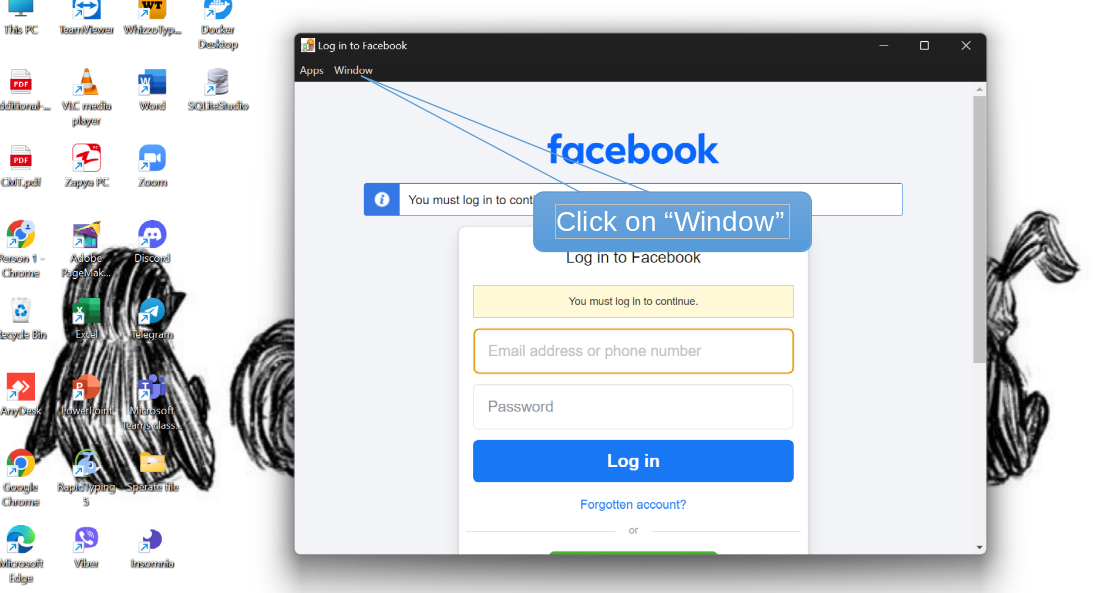 This PC
TeamViewer
WhizzoTyp...
Docker
Desktop
WT
PDF
dditional-...
VLC media
player
Word
SQLiteStudio
PDF
CMT.pdf
Zapya PC
Zoom
Person 1 -
Chrome
Adobe
PageMak...
Discord
Recycle Bin
Excel
Telegram
AnyDesk
PowerPoint
Microsoft
Teams class...
Google
Chrome
RapidTyping
5
Sperate file
Microsoft
Edge
Viber
Insomnia
Log in to Facebook
Apps Window
facebook
You must log in to conti
Click on “Window”
Log in to Facebook
You must log in to continue.
Email address or phone number
Password
Log in
Forgotten account?
or